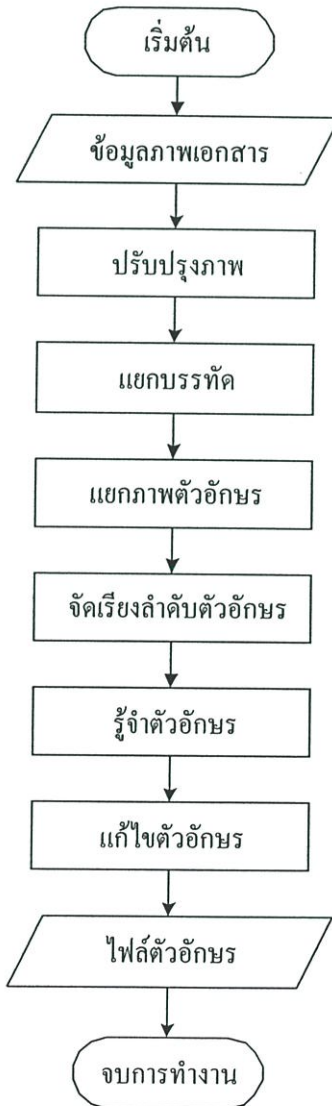 เริ่มต้น
ข้อมูลภาพเอกสาร
ปรับปรุงภาพ
แยกบรรทัด
แยกภาพตัวอักษร
จัดเรียงลำดับตัวอักษร
รู้จำตัวอักษร
แก้ไขตัวอักษร
ไฟล์ตัวอักษร
จบการทำงาน